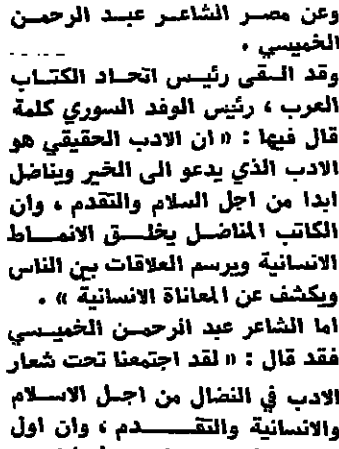 وعن مصر الشاعر عبد الرحمن
الخميسي .
وقد القى رئيس اتحاد الكتاب
العرب ، رئيس الوفد السوري كلمة
قال فيها : « ان الادب الحقيقي هو
الادب الذي يدعو الى الخير ويناضل
ابدا من اجل السلام والتقدم ، وان
الكاتب المناضل يخلق الانماط
الانسانية ويرسم العلاقات بين الناس
ويكشف عن المعاناة الانسانية » .
اما الشاعر عبد الرحمن الخميسي
فقد قال : « لقد اجتمعنا تحت شعار
الادب في النضال من اجل الاسلام
والانسانية والتقدم ، وان اول